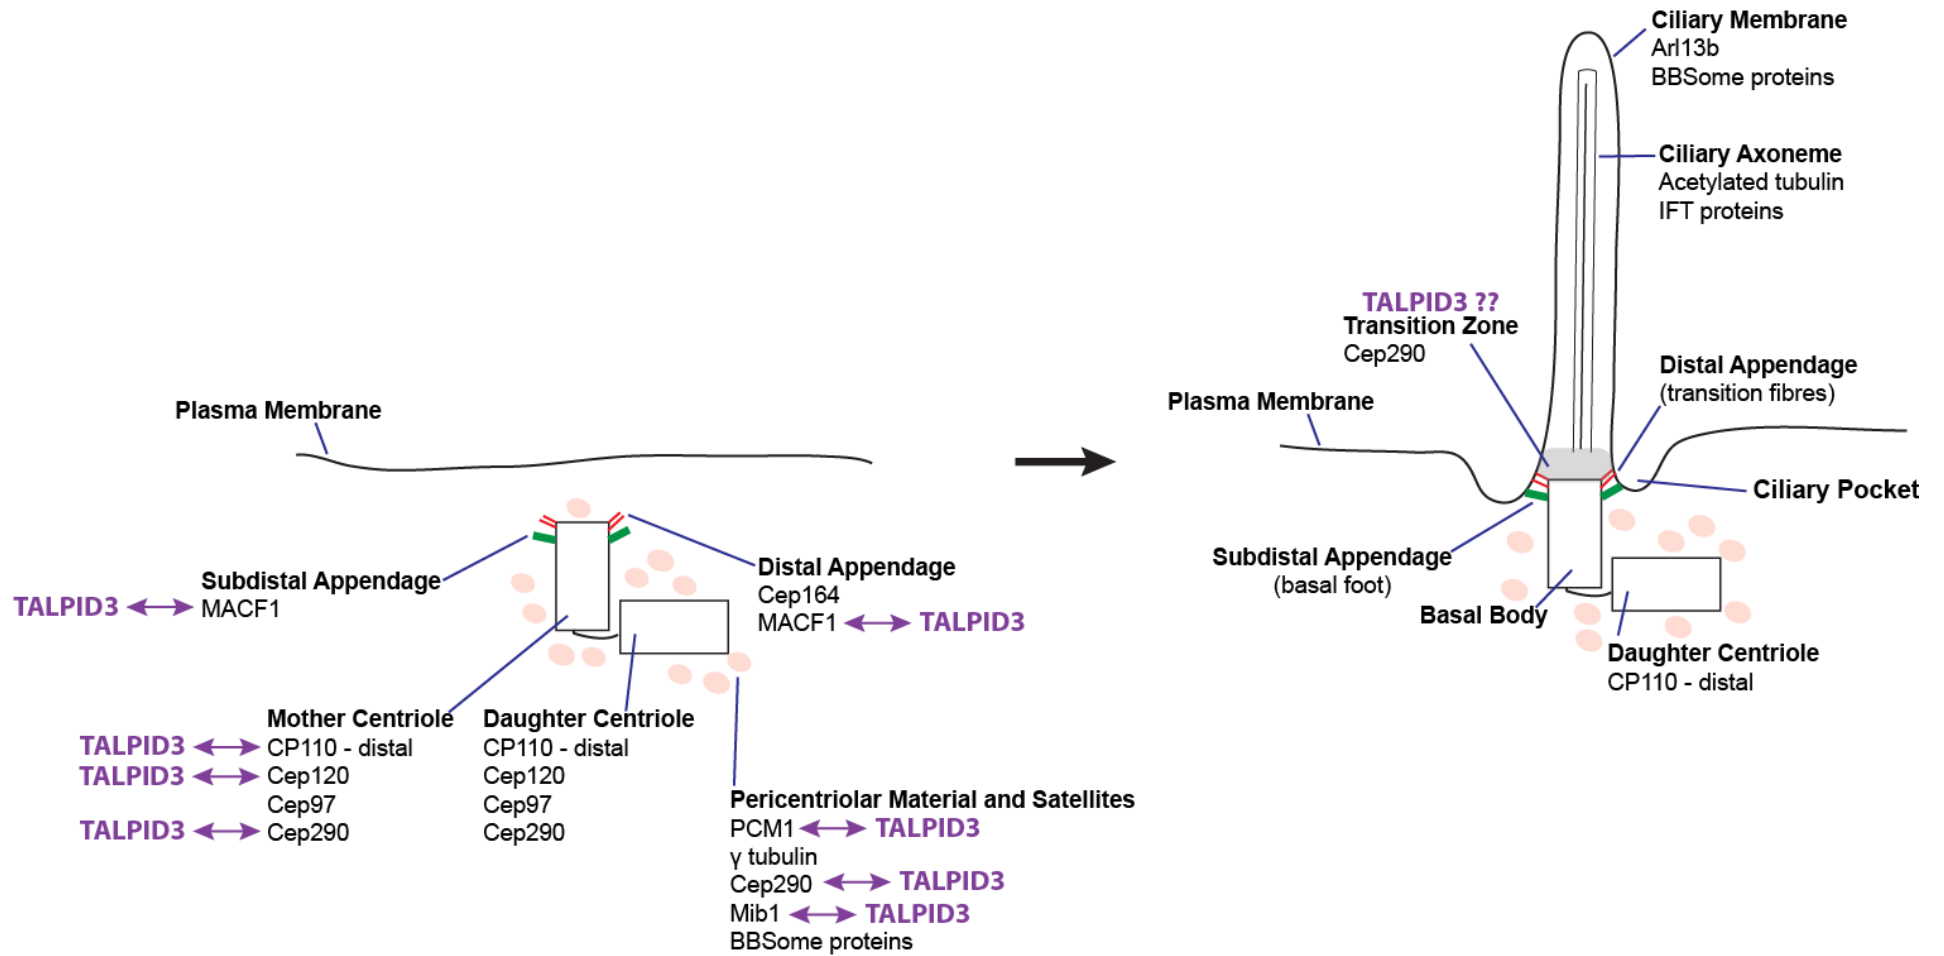 Plasma Membrane
Subdistal Appendage
TALPID3 MACF1
Distal Appendage
Cep164
MACF1 TALPID3
Mother Centriole
TALPID3 CP110 - distal
TALPID3 Cep120
Cep97
TALPID3 Cep290
Daughter Centriole
CP110 - distal
Cep120
Cep97
Cep290
Pericentriolar Material and Satellites
PCM1 TALPID3
γ tubulin
Cep290 TALPID3
Mib1 TALPID3
BBSome proteins
Ciliary Membrane
Arl13b
BBSome proteins
Ciliary Axoneme
Acetylated tubulin
IFT proteins
TALPID3 ??
Transition Zone
Cep290
Distal Appendage
(transition fibres)
Plasma Membrane
Ciliary Pocket
Subdistal Appendage
(basal foot)
Basal Body
Daughter Centriole
CP110 - distal